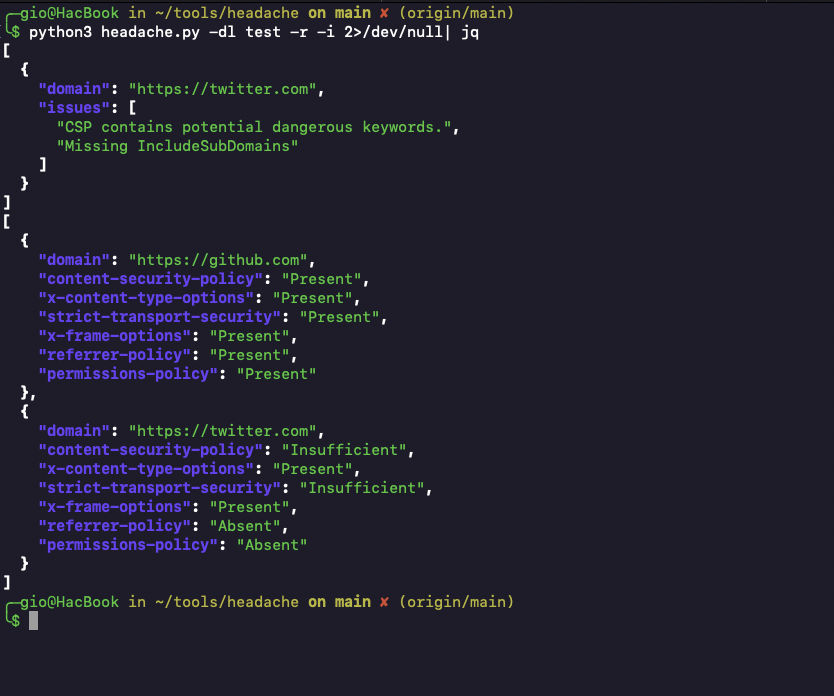 ╭─gio@HacBook in ~/tools/headache on main ✘ (origin/main)
╰$ python3 headache.py -dl test -r -i 2>/dev/null| jq
[
  {
    "domain": "https://twitter.com",
    "issues": [
      "CSP contains potential dangerous keywords.",
      "Missing IncludeSubDomains"
    ]
  }
]
[
  {
    "domain": "https://github.com",
    "content-security-policy": "Present",
    "x-content-type-options": "Present",
    "strict-transport-security": "Present",
    "x-frame-options": "Present",
    "referrer-policy": "Present",
    "permissions-policy": "Present"
  },
  {
    "domain": "https://twitter.com",
    "content-security-policy": "Insufficient",
    "x-content-type-options": "Present",
    "strict-transport-security": "Insufficient",
    "x-frame-options": "Present",
    "referrer-policy": "Absent",
    "permissions-policy": "Absent"
  }
]
╭─gio@HacBook in ~/tools/headache on main ✘ (origin/main)
╰$